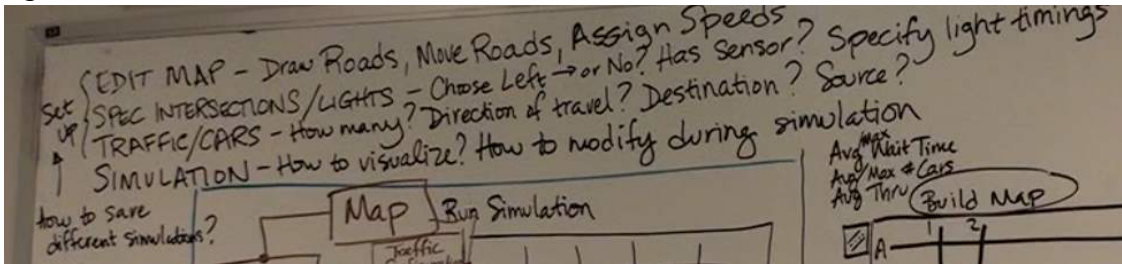 EDIT MAP - Draw Roads, Move Roads, Assign Speeds
SPEC INTERSECTIONS/LIGHTS - Choose Left → or No? Has Sensor? Specify light timings
TRAFFIC/CARS - How many? Direction of travel? Destination? Source?
SIMULATION - How to visualize? How to modify during simulation
Set
up
How to save
different simulations?
Map
Run Simulation
Traffic
Avg/Max Wait Time
Avg/Max # Cars
Avg Thru
Build Map
1 2
A